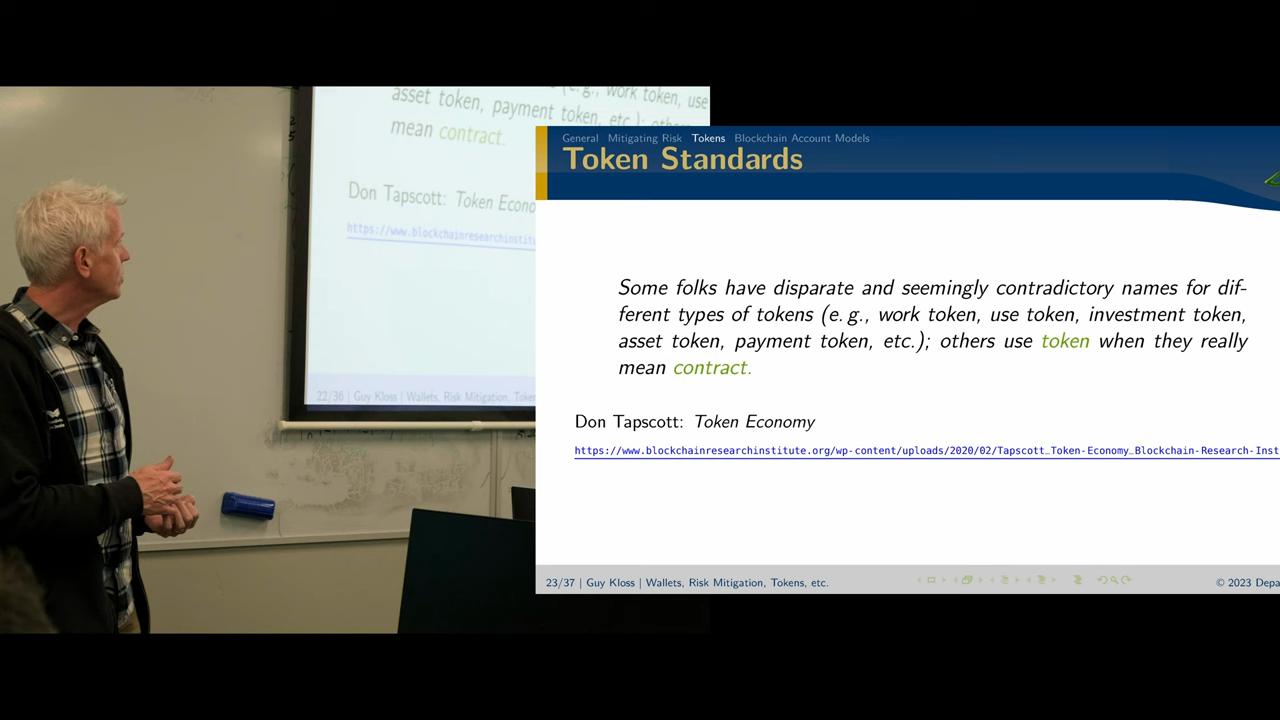 asset token, payment token, etc.); othe
mean contract.
Don Tapscott: Token Econo
https://www.blockchainresearchinstitu
22/36 | Guy Kloss | Wallets, Risk Mitigation, Toke
General Mitigating Risk Tokens Blockchain Account Models
Token Standards
Some folks have disparate and seemingly contradictory names for dif-
ferent types of tokens (e. g., work token, use token, investment token,
asset token, payment token, etc.); others use token when they really
mean contract.
Don Tapscott: Token Economy
https://www.blockchainresearchinstitute.org/wp-content/uploads/2020/02/Tapscott_Token-Economy_Blockchain-Research-Inst
23/37 | Guy Kloss | Wallets, Risk Mitigation, Tokens, etc.
© 2023 Depa